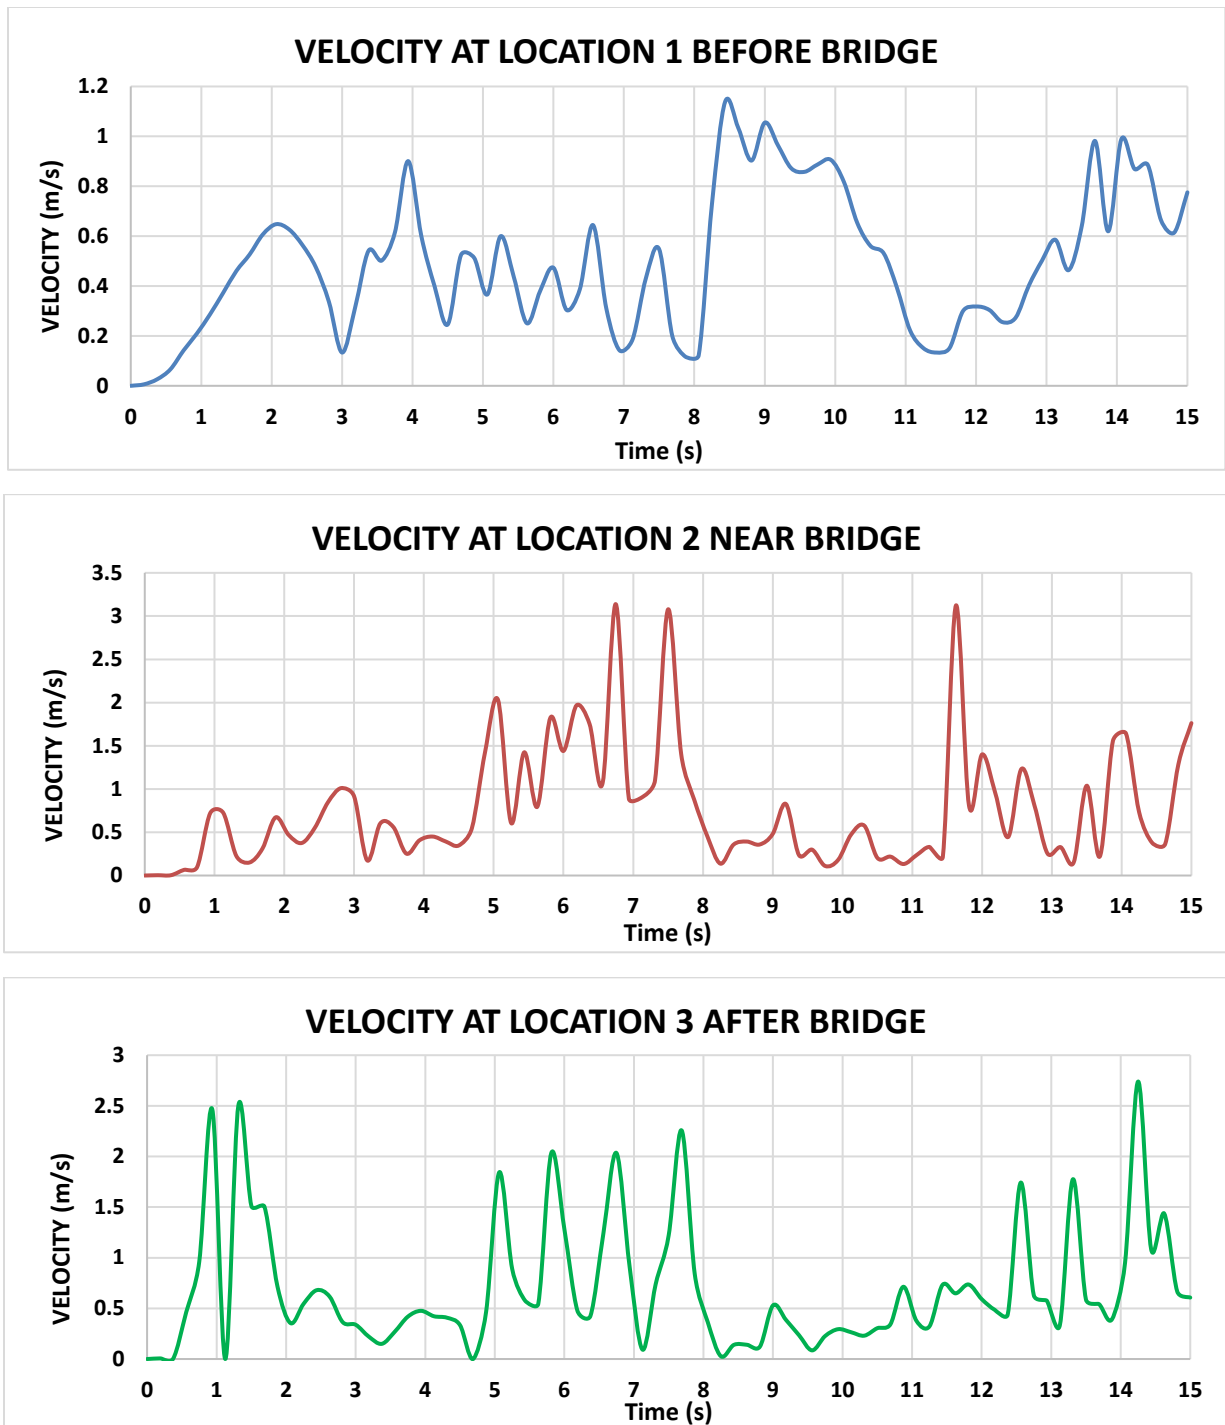 VELOCITY AT LOCATION 1 BEFORE BRIDGE
VELOCITY (m/s)
1.2
1
0.8
0.6
0.4
0.2
0
0 1 2 3 4 5 6 7 8 9 10 11 12 13 14 15
Time (s)
VELOCITY AT LOCATION 2 NEAR BRIDGE
VELOCITY (m/s)
3.5
3
2.5
2
1.5
1
0.5
0
0 1 2 3 4 5 6 7 8 9 10 11 12 13 14 15
Time (s)
VELOCITY AT LOCATION 3 AFTER BRIDGE
VELOCITY (m/s)
3
2.5
2
1.5
1
0.5
0
0 1 2 3 4 5 6 7 8 9 10 11 12 13 14 15
Time (s)